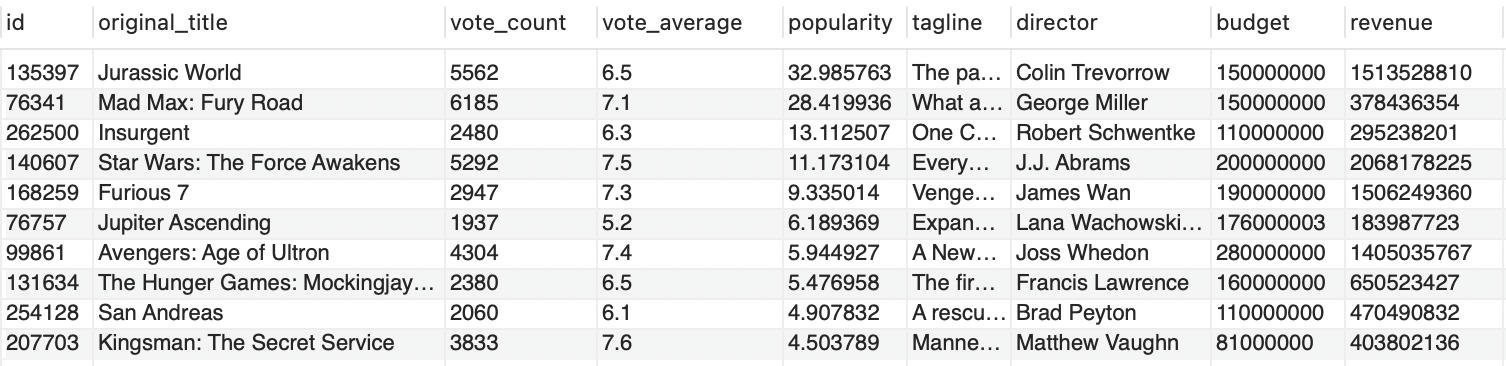 id original_title vote_count vote_average popularity tagline director budget revenue
135397 Jurassic World 5562 6.5 32.985763 The pa... Colin Trevorrow 150000000 1513528810
76341 Mad Max: Fury Road 6185 7.1 28.419936 What a... George Miller 150000000 378436354
262500 Insurgent 2480 6.3 13.112507 One C... Robert Schwentke 110000000 295238201
140607 Star Wars: The Force Awakens 5292 7.5 11.173104 Every... J.J. Abrams 200000000 2068178225
168259 Furious 7 2947 7.3 9.335014 Venge... James Wan 190000000 1506249360
76757 Jupiter Ascending 1937 5.2 6.189369 Expan... Lana Wachowski... 176000003 183987723
99861 Avengers: Age of Ultron 4304 7.4 5.944927 A New... Joss Whedon 280000000 1405035767
131634 The Hunger Games: Mockingjay... 2380 6.5 5.476958 The fir... Francis Lawrence 160000000 650523427
254128 San Andreas 2060 6.1 4.907832 A rescu... Brad Peyton 110000000 470490832
207703 Kingsman: The Secret Service 3833 7.6 4.503789 Manne... Matthew Vaughn 81000000 403802136